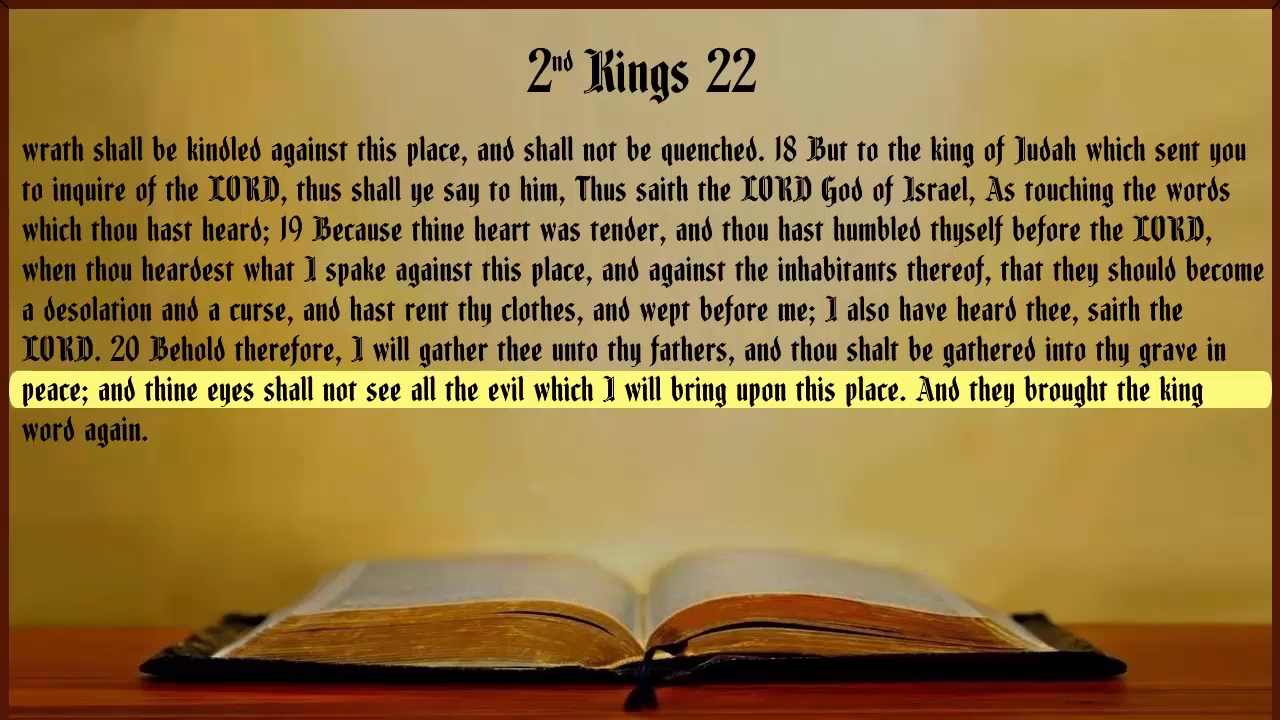 2nd Kings 22
wrath shall be kindled against this place, and shall not be quenched. 18 But to the king of Judah which sent you
to inquire of the LORD, thus shall ye say to him, Thus saith the LORD God of Israel, As touching the words
which thou hast heard; 19 Because thine heart was tender, and thou hast humbled thyself before the LORD,
when thou heardest what I spake against this place, and against the inhabitants thereof, that they should become
a desolation and a curse, and hast rent thy clothes, and wept before me; I also have heard thee, saith the
LORD. 20 Behold therefore, I will gather thee unto thy fathers, and thou shalt be gathered into thy grave in
peace; and thine eyes shall not see all the evil which I will bring upon this place. And they brought the king
word again.